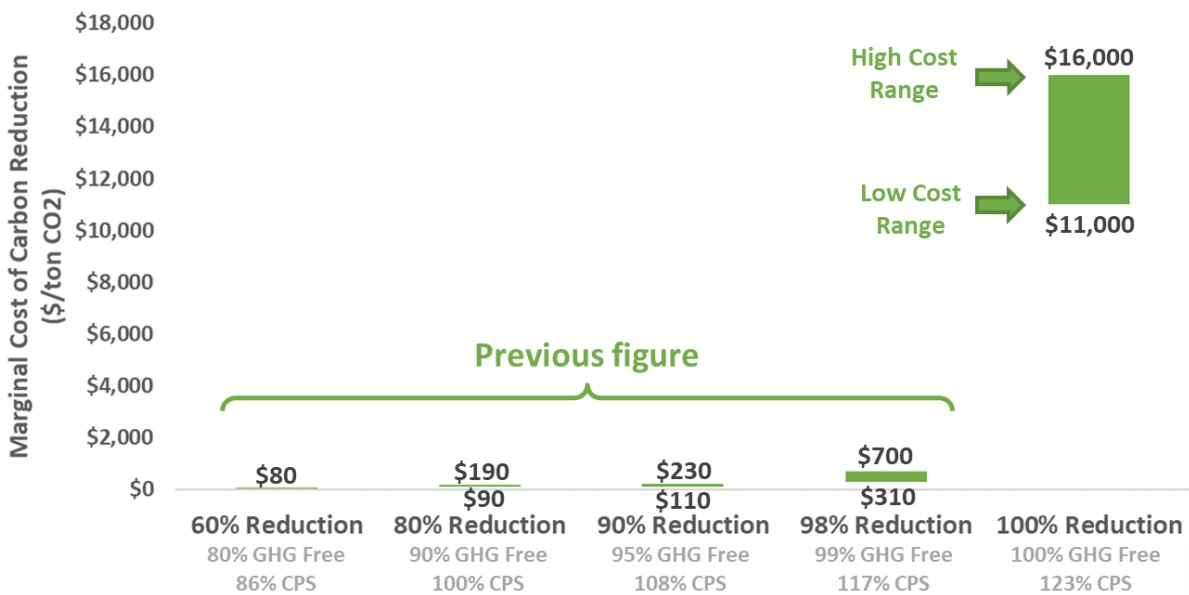 Marginal Cost of Carbon Reduction
($/ton CO2)
$18,000
$16,000
$14,000
$12,000
$10,000
$8,000
$6,000
$4,000
$2,000
$0
High Cost
Range
$16,000
Low Cost
Range
$11,000
Previous figure
$80
$190
$90
$230
$110
$700
$310
60% Reduction
80% GHG Free
86% CPS
80% Reduction
90% GHG Free
100% CPS
90% Reduction
95% GHG Free
108% CPS
98% Reduction
99% GHG Free
117% CPS
100% Reduction
100% GHG Free
123% CPS